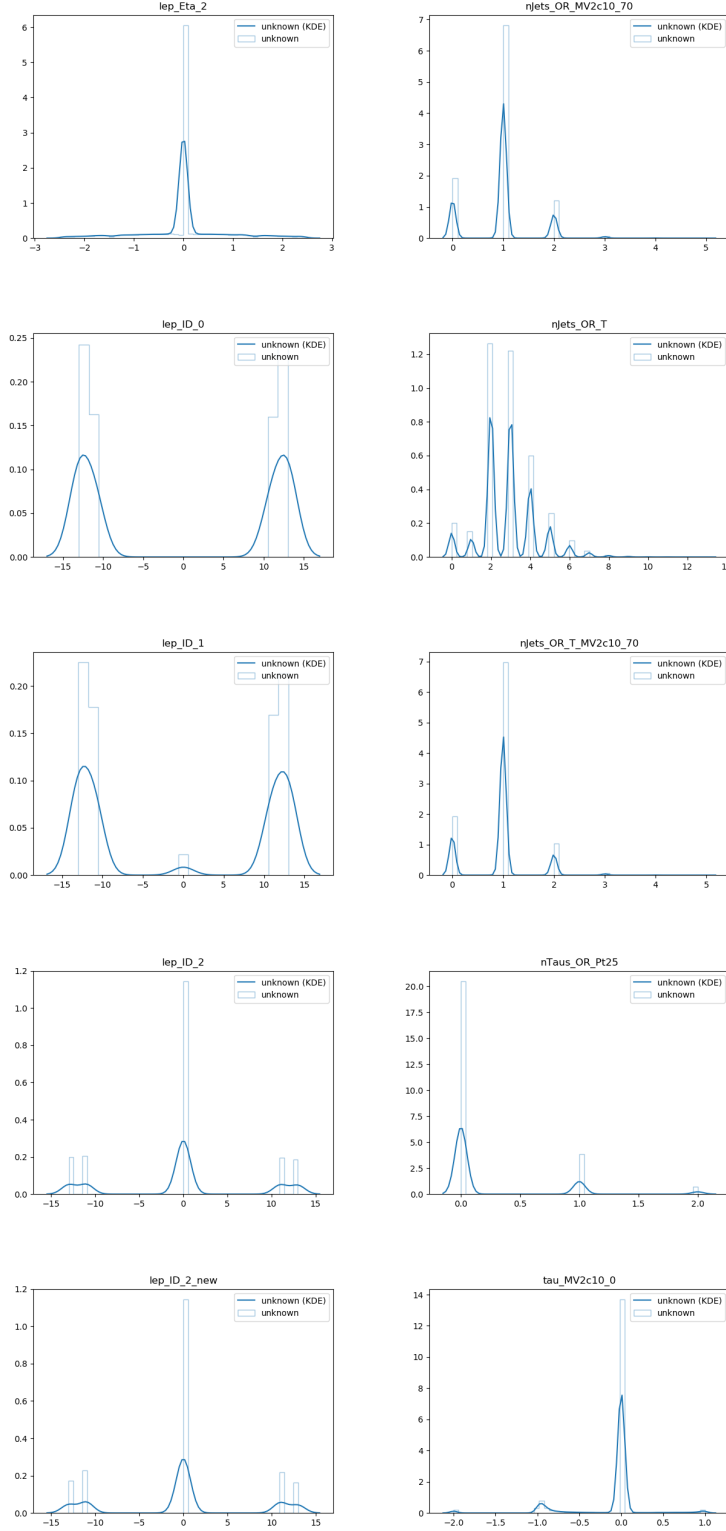 lep_Eta_2
unknown (KDE)
unknown
6
5
4
3
2
1
0
−3 −2 −1 0 1 2 3
nJets_OR_MV2c10_70
unknown (KDE)
unknown
7
6
5
4
3
2
1
0
0 1 2 3 4 5
lep_ID_0
unknown (KDE)
unknown
0.25
0.20
0.15
0.10
0.05
0.00
−15 −10 −5 0 5 10 15
nJets_OR_T
unknown (KDE)
unknown
1.2
1.0
0.8
0.6
0.4
0.2
0.0
0 2 4 6 8 10 12
lep_ID_1
unknown (KDE)
unknown
0.20
0.15
0.10
0.05
0.00
−15 −10 −5 0 5 10 15
nJets_OR_T_MV2c10_70
unknown (KDE)
unknown
7
6
5
4
3
2
1
0
0 1 2 3 4 5
lep_ID_2
unknown (KDE)
unknown
1.2
1.0
0.8
0.6
0.4
0.2
0.0
−15 −10 −5 0 5 10 15
nTaus_OR_Pt25
unknown (KDE)
unknown
20.0
17.5
15.0
12.5
10.0
7.5
5.0
2.5
0.0
0.0 0.5 1.0 1.5 2.0
lep_ID_2_new
unknown (KDE)
unknown
1.2
1.0
0.8
0.6
0.4
0.2
0.0
−15 −10 −5 0 5 10 15
tau_MV2c10_0
unknown (KDE)
unknown
14
12
10
8
6
4
2
0
−2.0 −1.5 −1.0 −0.5 0.0 0.5 1.0